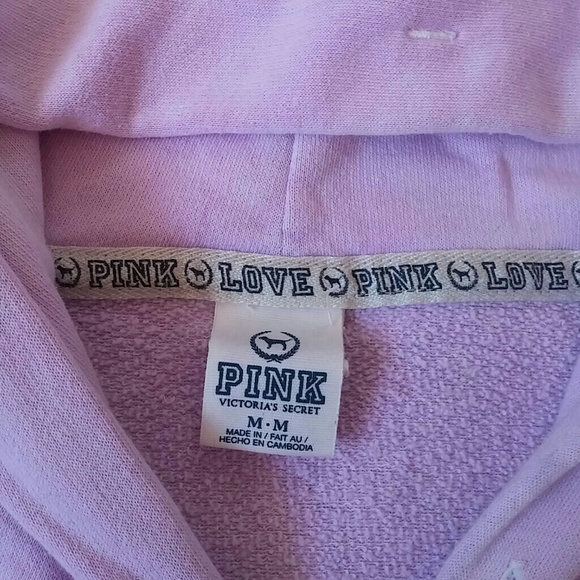 PINK LOVE PINK LOVE
PINK
VICTORIA'S SECRET
M·M
MADE IN / FAIT AU /
HECHO EN CAMBODIA